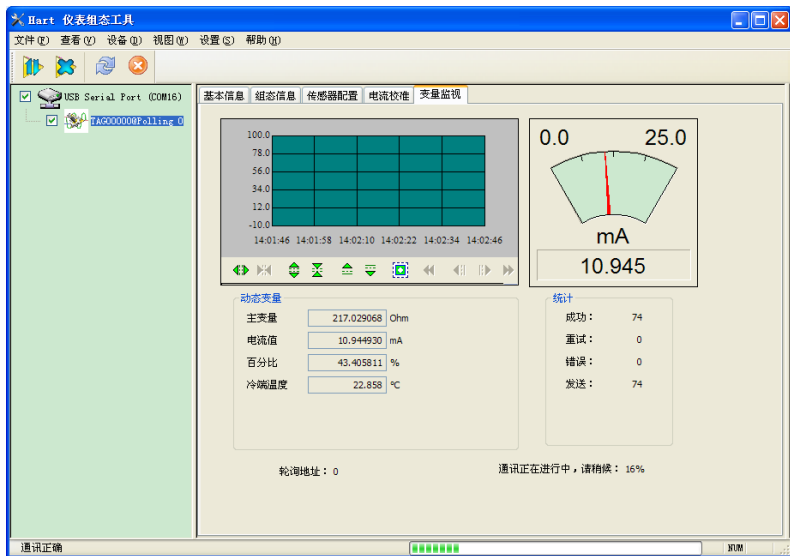 Hart 仪表组态工具
文件(F) 查看(V) 设备(D) 视图(W) 设置(S) 帮助(H)
USB Serial Port (COM16)
TAG00000@Polling 0
基本信息 组态信息 传感器配置 电流校准 变量监视
100.0
78.0
56.0
34.0
12.0
-10.0
14:01:46 14:01:58 14:02:10 14:02:22 14:02:34 14:02:46
0.0 25.0
mA
10.945
动态变量
主变量 217.029068 Ohm
电流值 10.944930 mA
百分比 43.405811 %
冷端温度 22.858 ℃
统计
成功: 74
重试: 0
错误: 0
发送: 74
轮询地址: 0
通讯正在进行中,请稍候: 16%
通讯正确
NUM